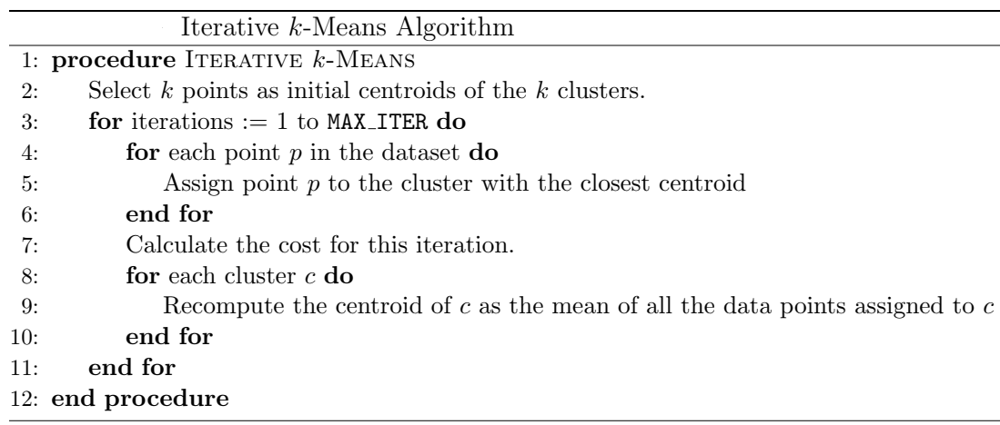 Iterative k-Means Algorithm
1: procedure Iterative k-Means
2: Select k points as initial centroids of the k clusters.
3: for iterations := 1 to MAX_ITER do
4: for each point p in the dataset do
5: Assign point p to the cluster with the closest centroid
6: end for
7: Calculate the cost for this iteration.
8: for each cluster c do
9: Recompute the centroid of c as the mean of all the data points assigned to c
10: end for
11: end for
12: end procedure